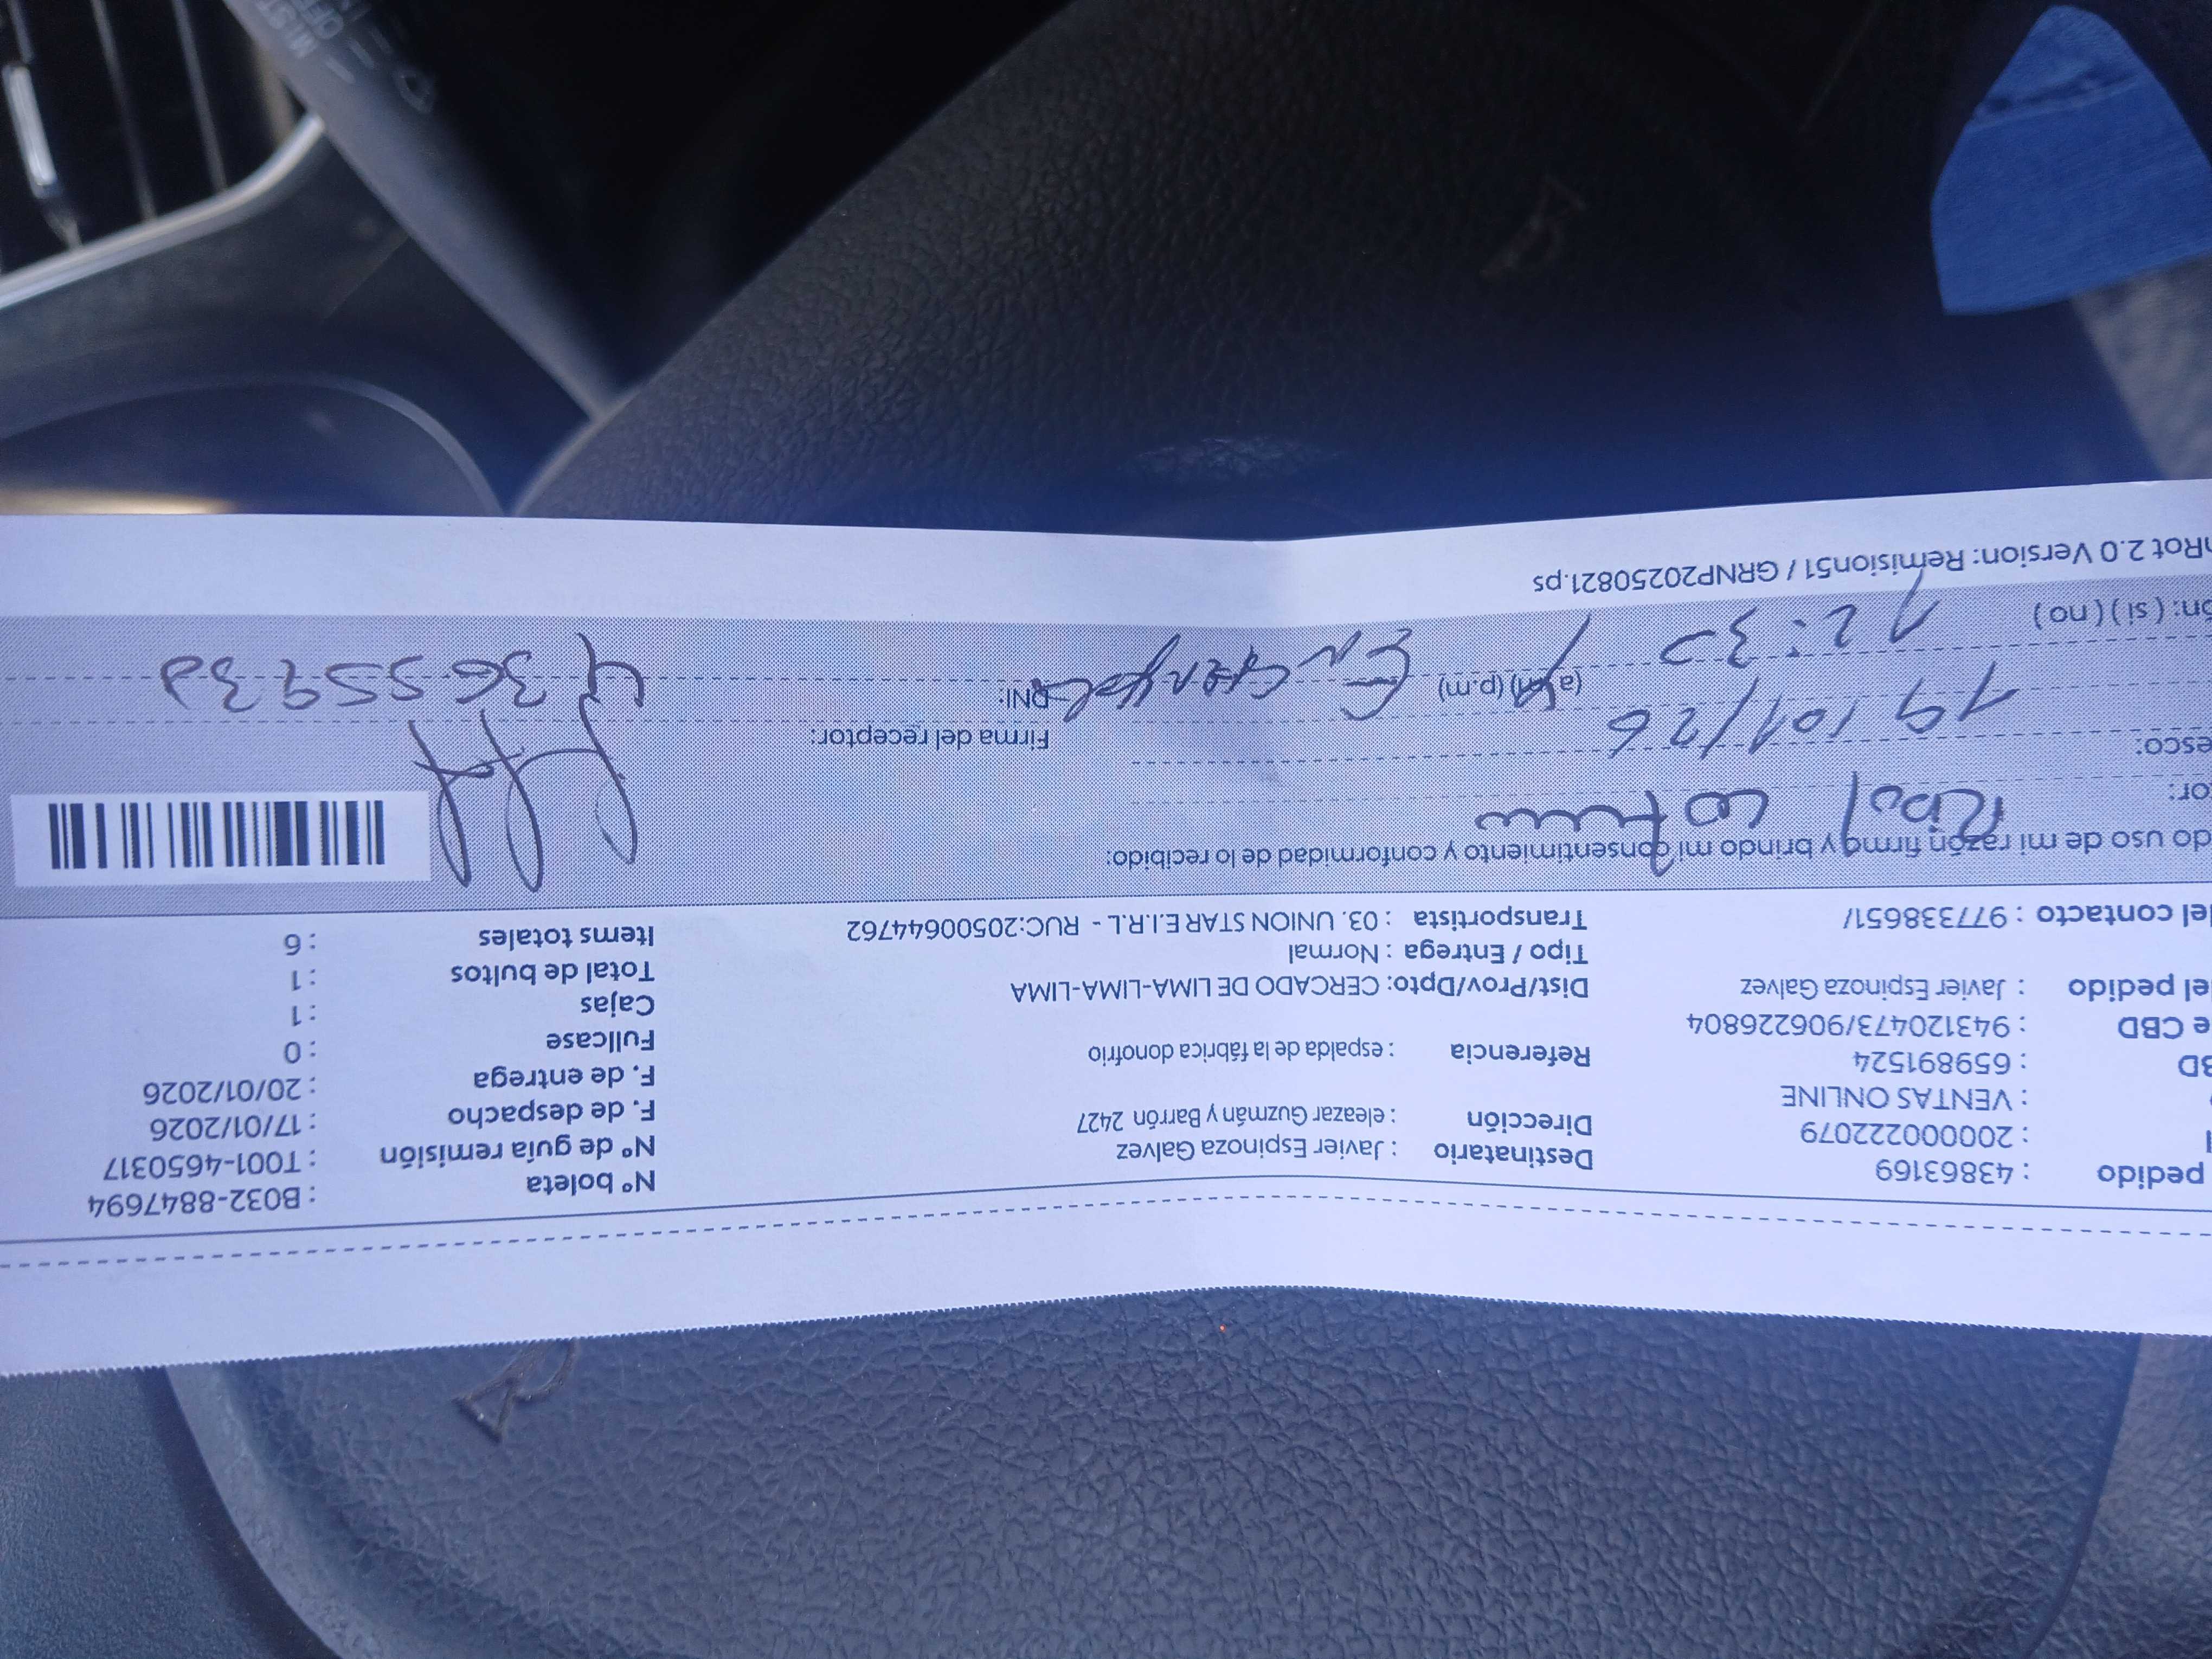 pedido : 43863169 Destinatario : Javier Espinoza Galvez Nº boleta : B032-8847694
: 200000222079 Dirección : eleazar Guzmán y Barrón 2427 Nº de guía remisión : T001-4650317
: VENTAS ONLINE F. de despacho : 17/01/2026
: 659891524 Referencia : espalda de la fábrica donofrio F. de entrega : 20/01/2026
e CBD : 943120473/906226804 Fullcase : 0
el pedido : Javier Espinoza Galvez Dist/Prov/Dpto: CERCADO DE LIMA-LIMA-LIMA Cajas : 1
Tipo / Entrega : Normal Total de bultos : 1
el contacto : 977338651/ Transportista : 03. UNION STAR E.I.R.L - RUC:20500644762 Items totales : 6
do uso de mi razón firmo y brindo mi consentimiento y conformidad de lo recibido:
or:
esco: Firma del receptor:
19/01/26
(a.m) (p.m) DNI: 43655930
12:30
ón: ( si ) ( no )
Rot 2.0 Version: Remision51 / GRNP20250821.ps